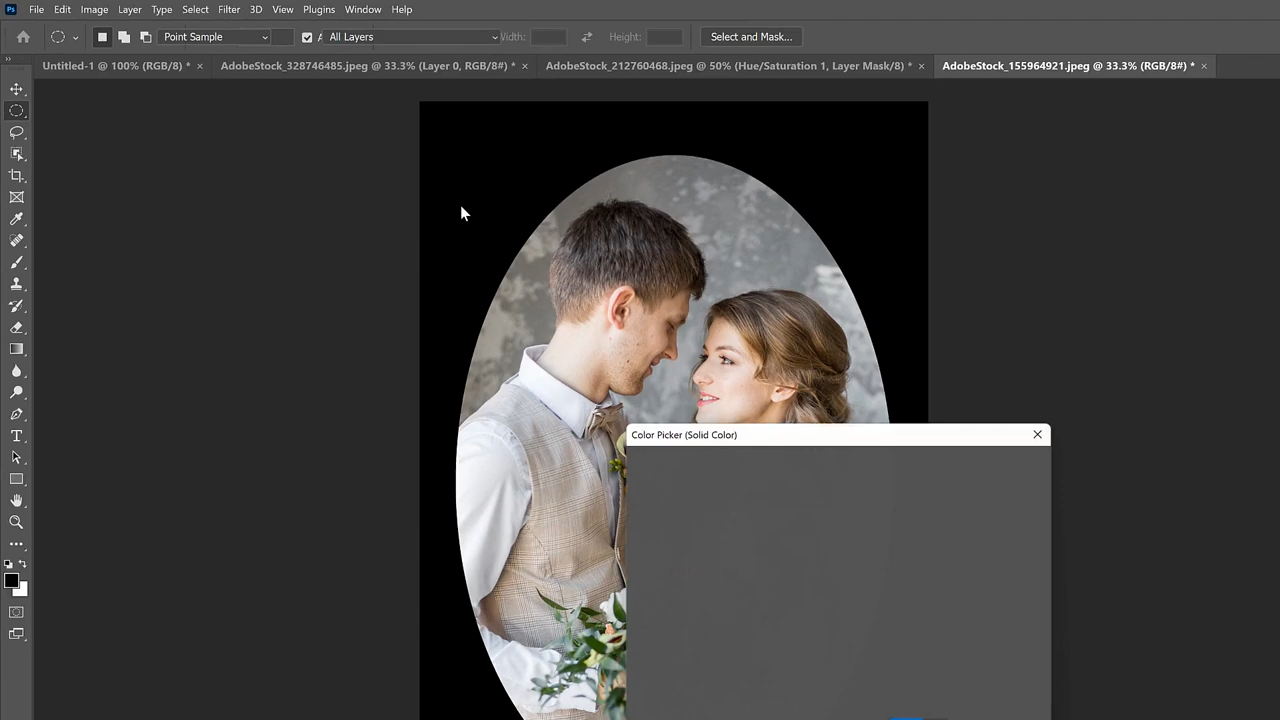 Ps File Edit Image Layer Type Select Filter 3D View Plugins Window Help
Point Sample All Layers Width: Height: Select and Mask...
Untitled-1 @ 100% (RGB/8) * × AdobeStock_328746485.jpeg @ 33.3% (Layer 0, RGB/8#) * × AdobeStock_212760468.jpeg @ 50% (Hue/Saturation 1, Layer Mask/8) * × AdobeStock_155964921.jpeg @ 33.3% (RGB/8#) * ×
Color Picker (Solid Color)